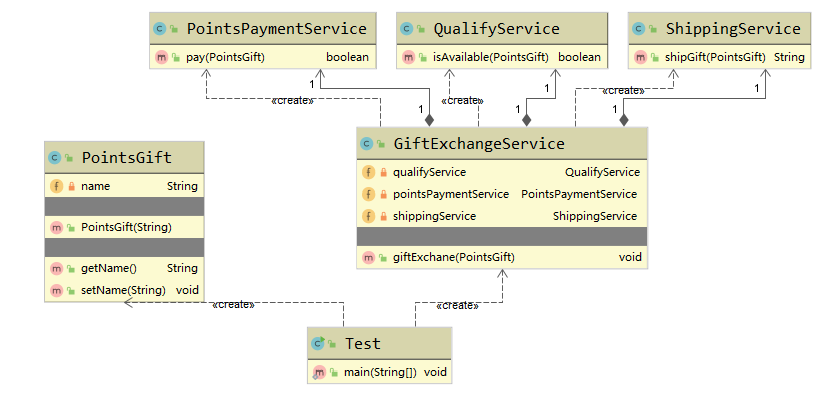 PointsPaymentService
pay(PointsGift) boolean
QualifyService
isAvailable(PointsGift) boolean
ShippingService
shipGift(PointsGift) String
1
1
1
«create»
«create»
«create»
1
1
1
GiftExchangeService
qualifyService QualifyService
pointsPaymentService PointsPaymentService
shippingService ShippingService
giftExchane(PointsGift) void
PointsGift
name String
PointsGift(String)
getName() String
setName(String) void
«create»
«create»
Test
main(String[]) void